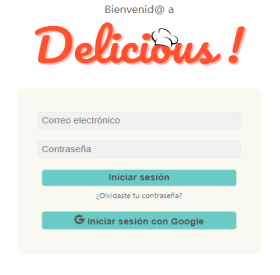 Bienvenid@ a
Delicious!
Correo electrónico
Contraseña
Iniciar sesión
¿Olvidaste tu contraseña?
G Iniciar sesión con Google